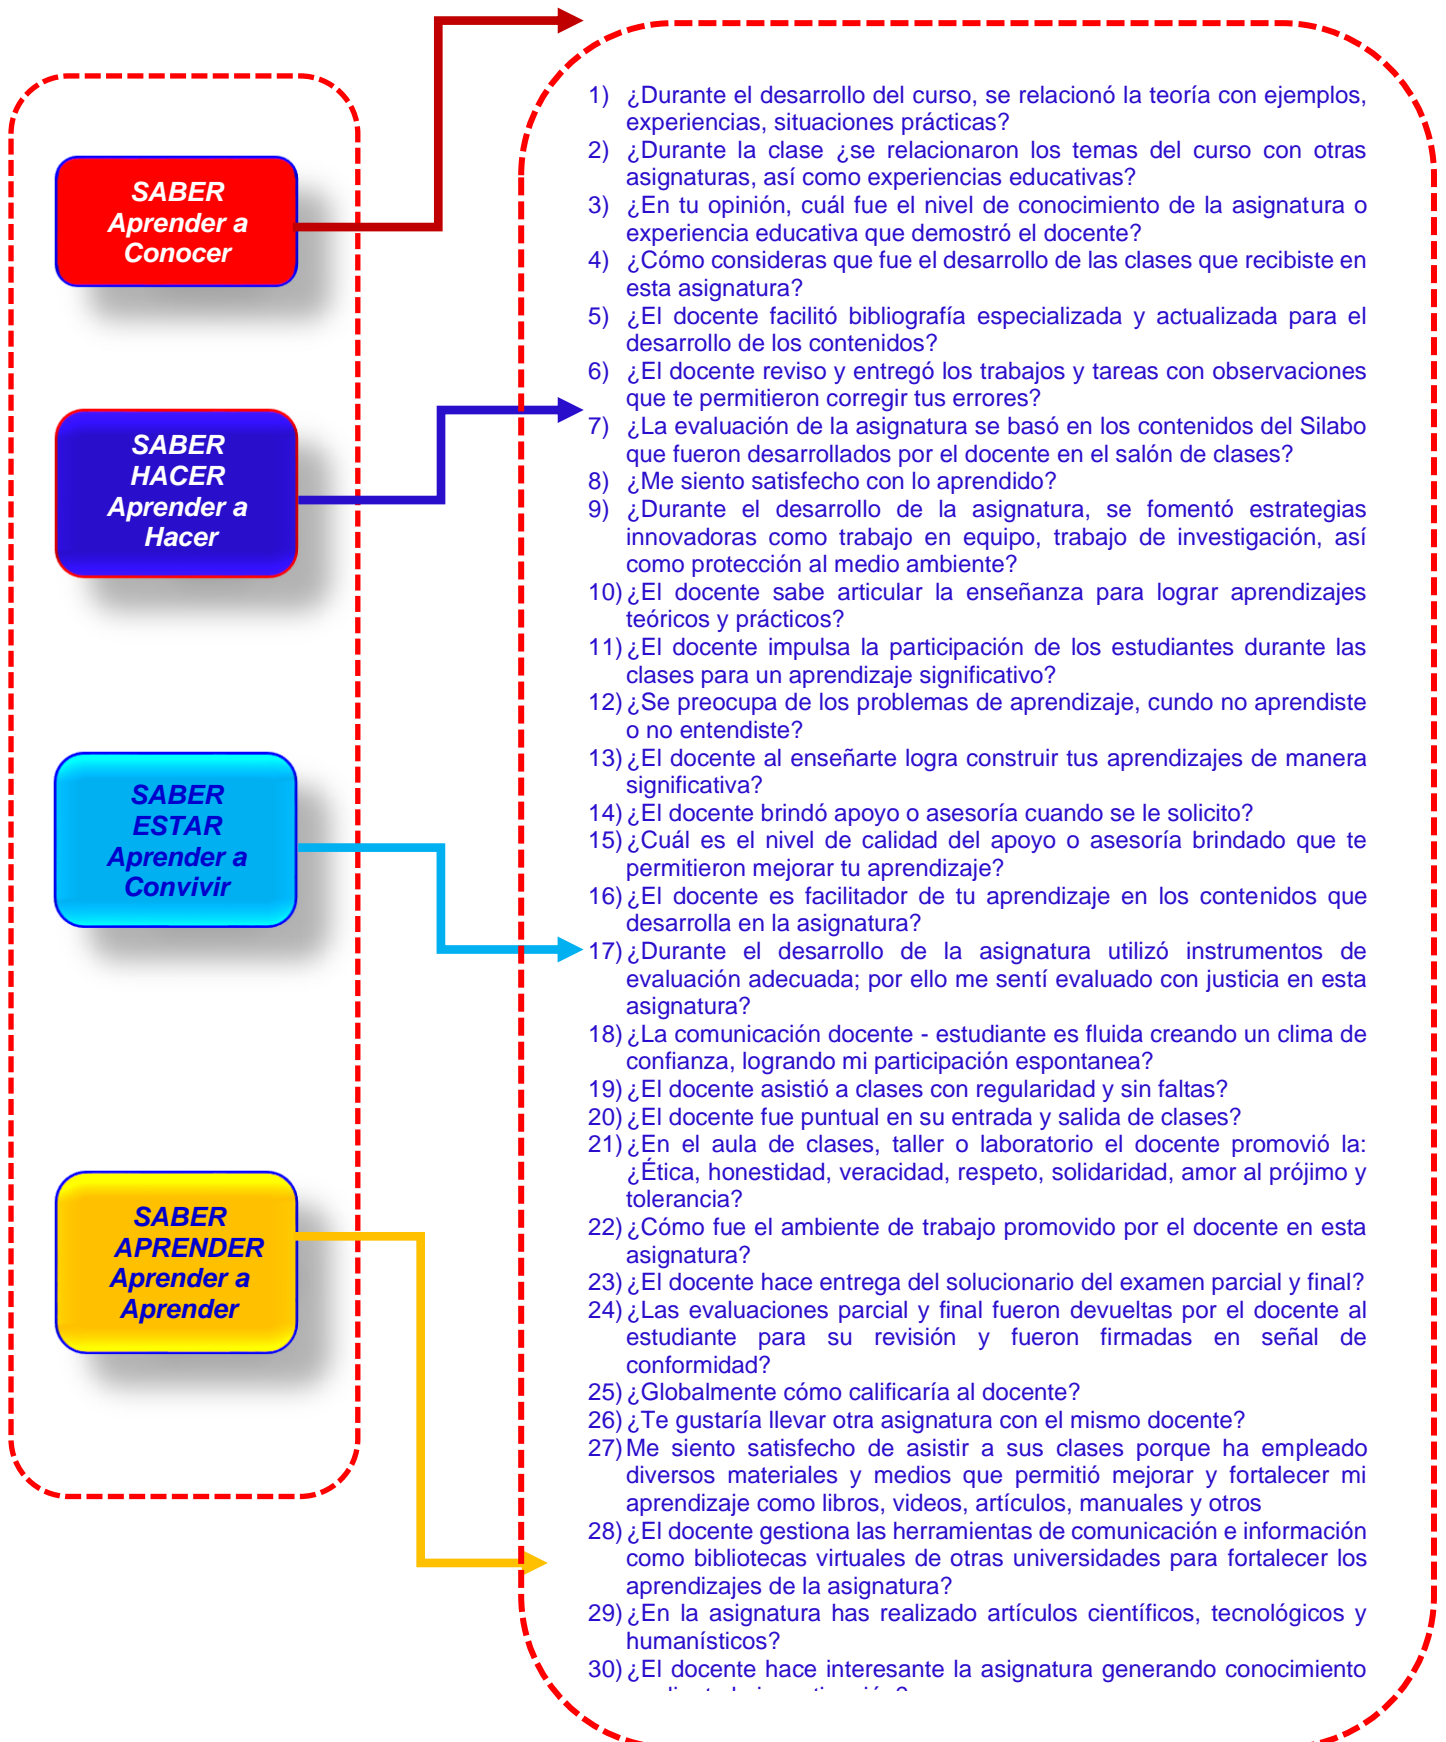 SABER
Aprender a
Conocer
SABER
HACER
Aprender a
Hacer
SABER
ESTAR
Aprender a
Convivir
SABER
APRENDER
Aprender a
Aprender
1) ¿Durante el desarrollo del curso, se relacionó la teoría con ejemplos,
experiencias, situaciones prácticas?
2) ¿Durante la clase ¿se relacionaron los temas del curso con otras
asignaturas, así como experiencias educativas?
3) ¿En tu opinión, cuál fue el nivel de conocimiento de la asignatura o
experiencia educativa que demostró el docente?
4) ¿Cómo consideras que fue el desarrollo de las clases que recibiste en
esta asignatura?
5) ¿El docente facilitó bibliografía especializada y actualizada para el
desarrollo de los contenidos?
6) ¿El docente reviso y entregó los trabajos y tareas con observaciones
que te permitieron corregir tus errores?
7) ¿La evaluación de la asignatura se basó en los contenidos del Silabo
que fueron desarrollados por el docente en el salón de clases?
8) ¿Me siento satisfecho con lo aprendido?
9) ¿Durante el desarrollo de la asignatura, se fomentó estrategias
innovadoras como trabajo en equipo, trabajo de investigación, así
como protección al medio ambiente?
10) ¿El docente sabe articular la enseñanza para lograr aprendizajes
teóricos y prácticos?
11) ¿El docente impulsa la participación de los estudiantes durante las
clases para un aprendizaje significativo?
12) ¿Se preocupa de los problemas de aprendizaje, cundo no aprendiste
o no entendiste?
13) ¿El docente al enseñarte logra construir tus aprendizajes de manera
significativa?
14) ¿El docente brindó apoyo o asesoría cuando se le solicito?
15) ¿Cuál es el nivel de calidad del apoyo o asesoría brindado que te
permitieron mejorar tu aprendizaje?
16) ¿El docente es facilitador de tu aprendizaje en los contenidos que
desarrolla en la asignatura?
17) ¿Durante el desarrollo de la asignatura utilizó instrumentos de
evaluación adecuada; por ello me sentí evaluado con justicia en esta
asignatura?
18) ¿La comunicación docente - estudiante es fluida creando un clima de
confianza, logrando mi participación espontanea?
19) ¿El docente asistió a clases con regularidad y sin faltas?
20) ¿El docente fue puntual en su entrada y salida de clases?
21) ¿En el aula de clases, taller o laboratorio el docente promovió la:
¿Ética, honestidad, veracidad, respeto, solidaridad, amor al prójimo y
tolerancia?
22) ¿Cómo fue el ambiente de trabajo promovido por el docente en esta
asignatura?
23) ¿El docente hace entrega del solucionario del examen parcial y final?
24) ¿Las evaluaciones parcial y final fueron devueltas por el docente al
estudiante para su revisión y fueron firmadas en señal de
conformidad?
25) ¿Globalmente cómo calificaría al docente?
26) ¿Te gustaría llevar otra asignatura con el mismo docente?
27) Me siento satisfecho de asistir a sus clases porque ha empleado
diversos materiales y medios que permitió mejorar y fortalecer mi
aprendizaje como libros, videos, artículos, manuales y otros
28) ¿El docente gestiona las herramientas de comunicación e información
como bibliotecas virtuales de otras universidades para fortalecer los
aprendizajes de la asignatura?
29) ¿En la asignatura has realizado artículos científicos, tecnológicos y
humanísticos?
30) ¿El docente hace interesante la asignatura generando conocimiento